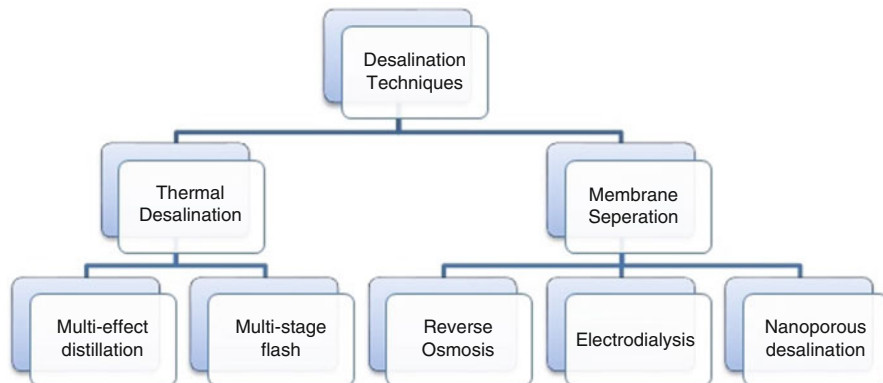 Desalination
Techniques
Thermal
Desalination
Membrane
Seperation
Multi-effect
distillation
Multi-stage
flash
Reverse
Osmosis
Electrodialysis
Nanoporous
desalination